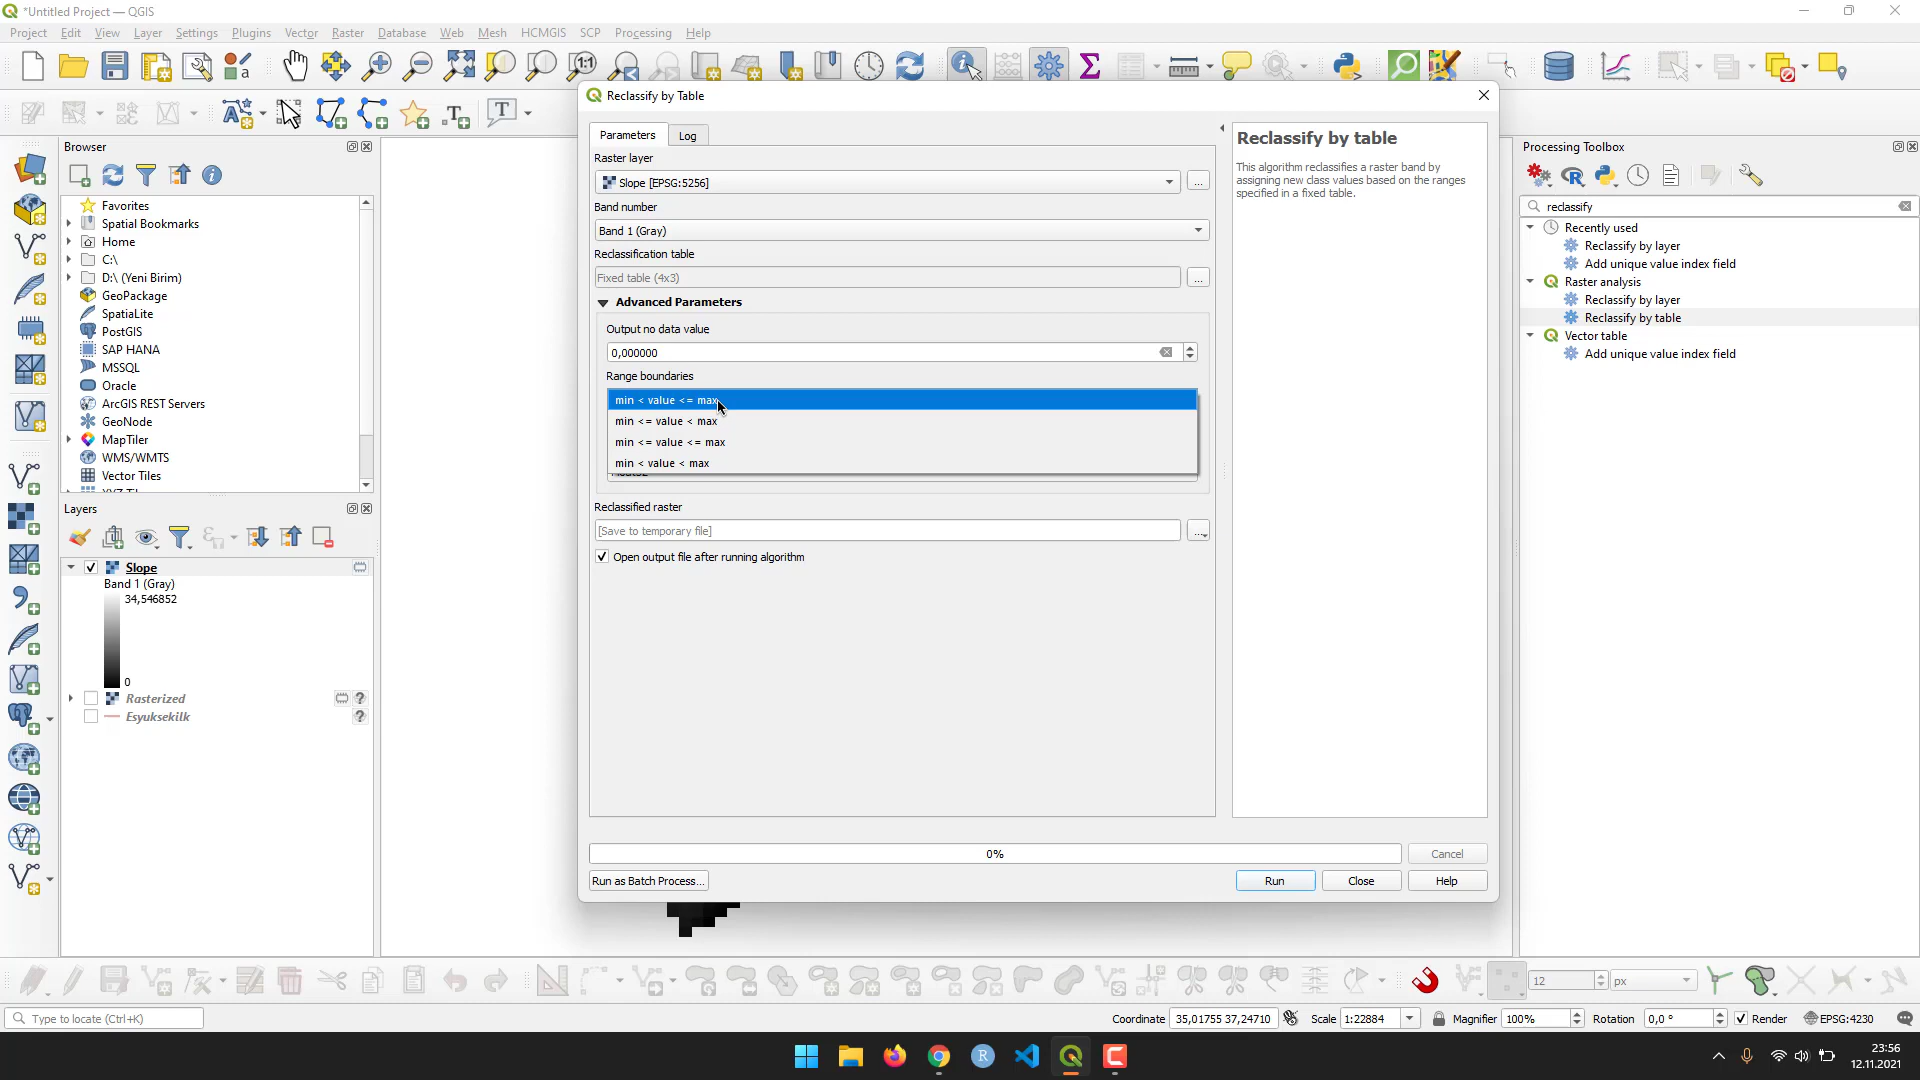 *Untitled Project — QGIS
Project Edit View Layer Settings Plugins Vector Raster Database Web Mesh HCMGIS SCP Processing Help
Reclassify by Table
Parameters Log
Raster layer
Slope [EPSG:5256]
...
Band number
Band 1 (Gray)
Reclassification table
Fixed table (4x3)
...
Advanced Parameters
Output no data value
0,000000
Range boundaries
min < value <= max
min <= value < max
min <= value <= max
min < value < max
Reclassified raster
[Save to temporary file]
...
Open output file after running algorithm
0%
Cancel
Run as Batch Process...
Run
Close
Help
Reclassify by table
This algorithm reclassifies a raster band by
assigning new class values based on the ranges
specified in a fixed table.
Browser
Favorites
Spatial Bookmarks
Home
C:\
D:\ (Yeni Birim)
GeoPackage
SpatiaLite
PostGIS
SAP HANA
MSSQL
Oracle
ArcGIS REST Servers
GeoNode
MapTiler
WMS/WMTS
Vector Tiles
Layers
Slope
Band 1 (Gray)
34,546852
0
Rasterized
Esyuksekilk
Processing Toolbox
reclassify
Recently used
Reclassify by layer
Add unique value index field
Raster analysis
Reclassify by layer
Reclassify by table
Vector table
Add unique value index field
12
px
Type to locate (Ctrl+K)
Coordinate 35,01755 37,24710
Scale 1:22884
Magnifier 100%
Rotation 0,0 °
Render
EPSG:4230
23:56
12.11.2021